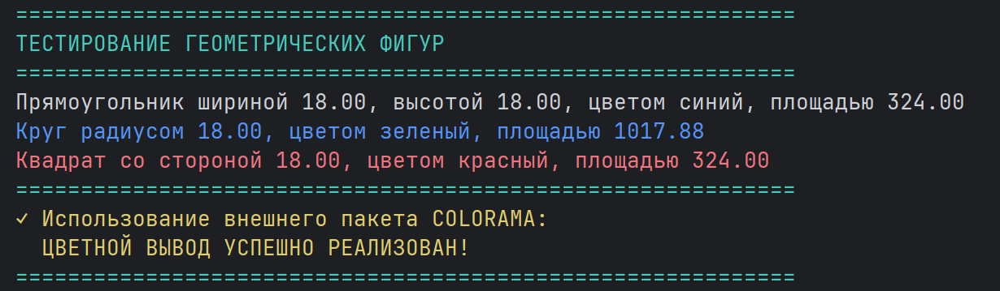 ============================================================
ТЕСТИРОВАНИЕ ГЕОМЕТРИЧЕСКИХ ФИГУР
============================================================
Прямоугольник шириной 18.00, высотой 18.00, цветом синий, площадью 324.00
Круг радиусом 18.00, цветом зеленый, площадью 1017.88
Квадрат со стороной 18.00, цветом красный, площадью 324.00
============================================================
✓ Использование внешнего пакета COLORAMA:
ЦВЕТНОЙ ВЫВОД УСПЕШНО РЕАЛИЗОВАН!
============================================================